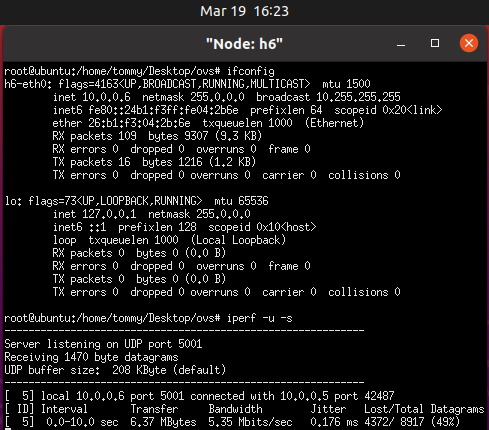 Mar 19 16:23
"Node: h6"
root@ubuntu:/home/tommy/Desktop/ovs# ifconfig
h6-eth0: flags=4163<UP,BROADCAST,RUNNING,MULTICAST>  mtu 1500
        inet 10.0.0.6  netmask 255.0.0.0  broadcast 10.255.255.255
        inet6 fe80::24b1:f3ff:fe04:2b6e  prefixlen 64  scopeid 0x20<link>
        ether 26:b1:f3:04:2b:6e  txqueuelen 1000  (Ethernet)
        RX packets 109  bytes 9307 (9.3 KB)
        RX errors 0  dropped 0  overruns 0  frame 0
        TX packets 16  bytes 1216 (1.2 KB)
        TX errors 0  dropped 0 overruns 0  carrier 0  collisions 0

lo: flags=73<UP,LOOPBACK,RUNNING>  mtu 65536
        inet 127.0.0.1  netmask 255.0.0.0
        inet6 ::1  prefixlen 128  scopeid 0x10<host>
        loop  txqueuelen 1000  (Local Loopback)
        RX packets 0  bytes 0 (0.0 B)
        RX errors 0  dropped 0  overruns 0  frame 0
        TX packets 0  bytes 0 (0.0 B)
        TX errors 0  dropped 0 overruns 0  carrier 0  collisions 0

root@ubuntu:/home/tommy/Desktop/ovs# iperf -u -s
------------------------------------------------------------
Server listening on UDP port 5001
Receiving 1470 byte datagrams
UDP buffer size:  208 KByte (default)
------------------------------------------------------------
[  5] local 10.0.0.6 port 5001 connected with 10.0.0.5 port 42487
[ ID] Interval       Transfer     Bandwidth        Jitter   Lost/Total Datagrams
[  5]  0.0-10.0 sec  6.37 MBytes  5.35 Mbits/sec   0.176 ms 4372/ 8917 (49%)